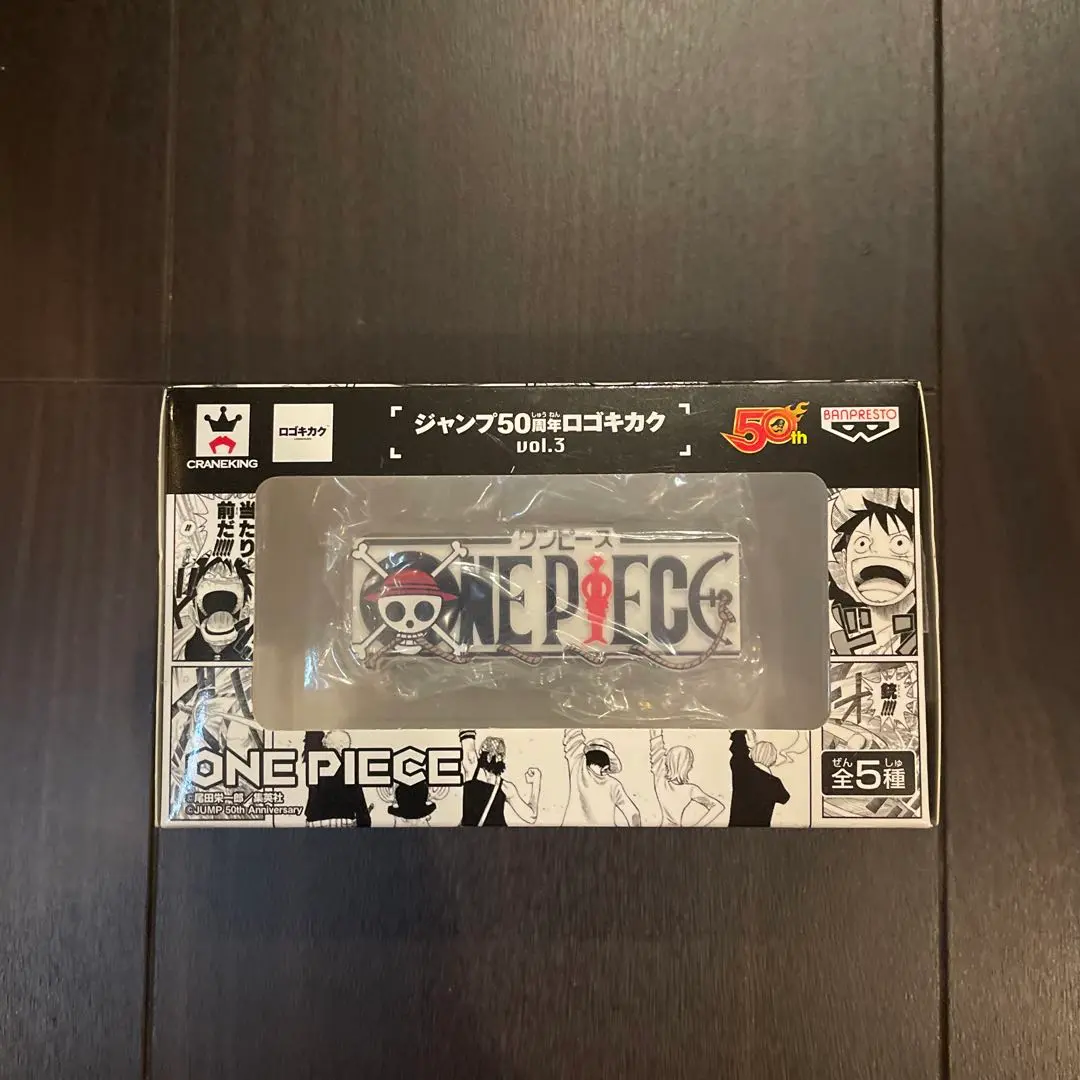 CRANEKING
ロゴキカク
ジャンプ50周年ロゴキカク
しゅうねん
vol.3
50th
BANPRESTO
当たり
前だ!!!!
ワンピース
ONE PIECE
ドン
銃!!!!
ONE PIECE
©尾田栄一郎/集英社
©JUMP 50th Anniversary
ぜん しゅ
全5種